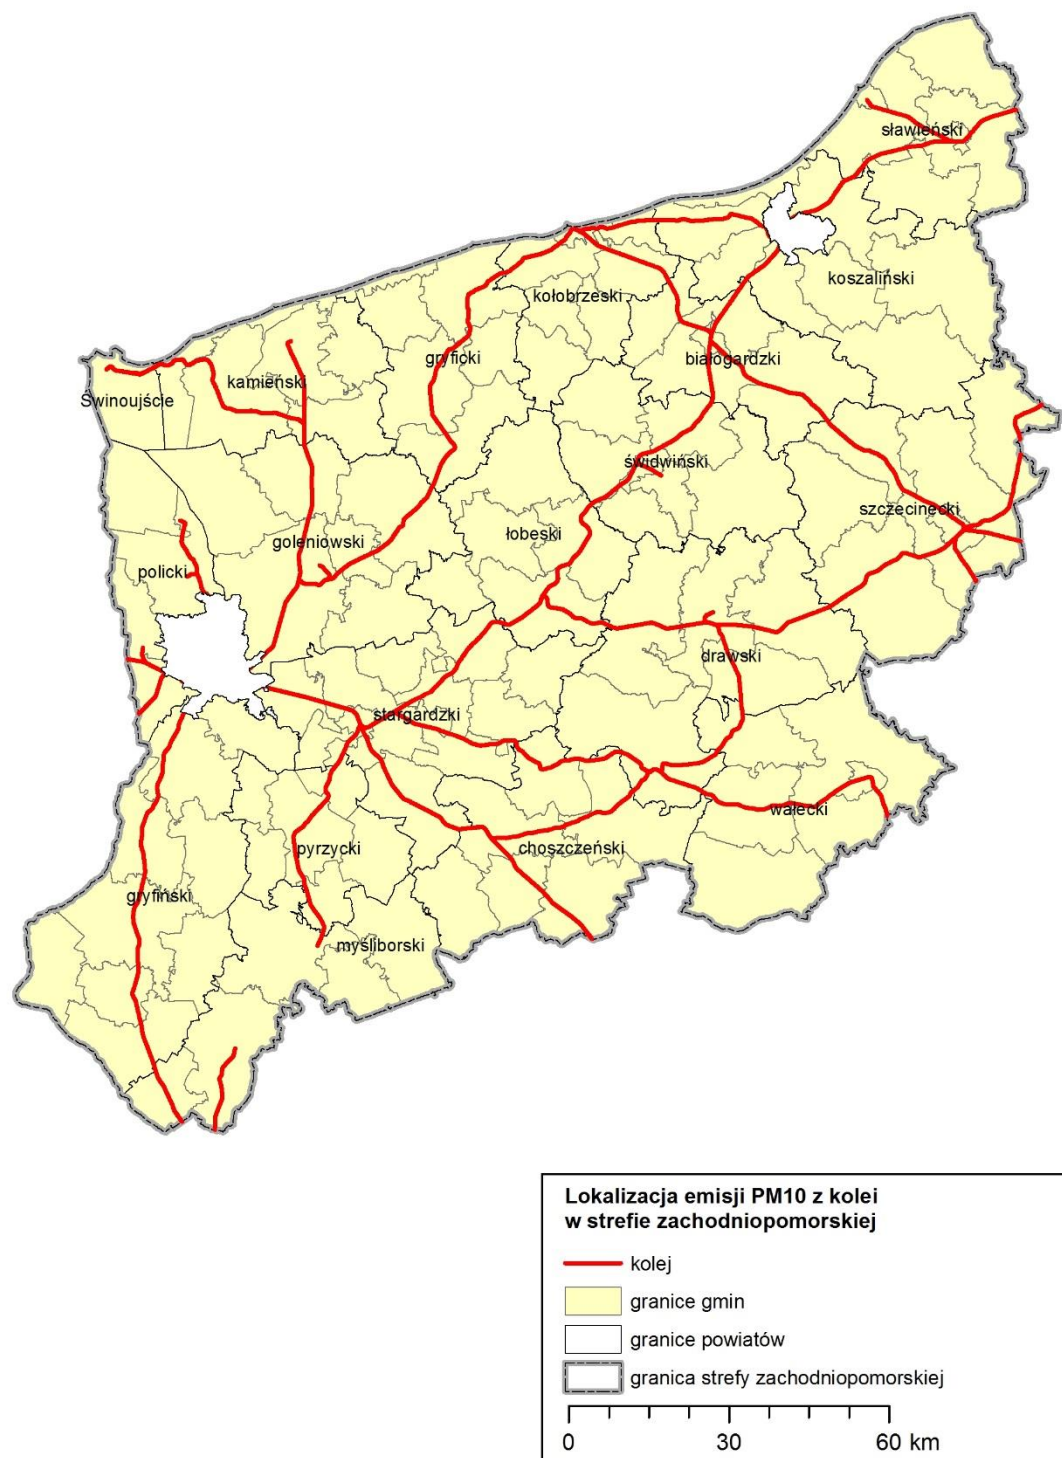 sławieński
koszaliński
kołobrzeski
gryficki
białogardzki
kamieński
Świnoujście
świdwiński
szczecinecki
łobeski
goleniowski
policki
drawski
stargardzki
wałecki
pyrzycki
choszczeński
gryfiński
myśliborski
Lokalizacja emisji PM10 z kolei
w strefie zachodniopomorskiej
kolej
granice gmin
granice powiatów
granica strefy zachodniopomorskiej
0 30 60 km